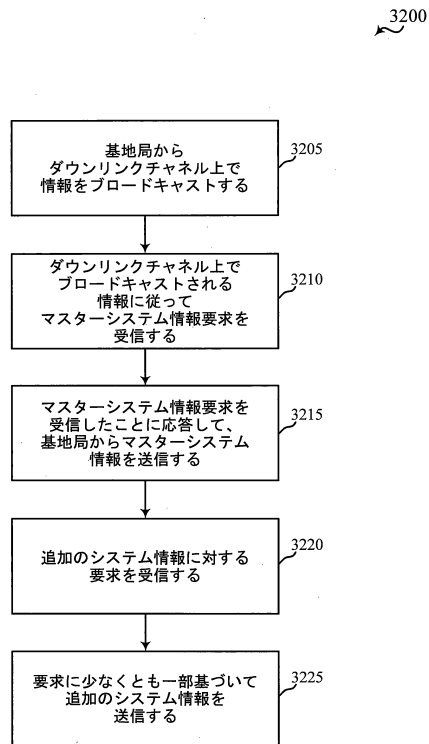 3200
基地局から
ダウンリンクチャネル上で
情報をブロードキャストする
3205
ダウンリンクチャネル上で
ブロードキャストされる
情報に従って
マスターシステム情報要求を
受信する
3210
マスターシステム情報要求を
受信したことに応答して、
基地局からマスターシステム
情報を送信する
3215
追加のシステム情報に対する
要求を受信する
3220
要求に少なくとも一部基づいて
追加のシステム情報を
送信する
3225